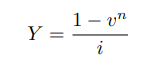 Y = \frac{1 - v^n}{i}